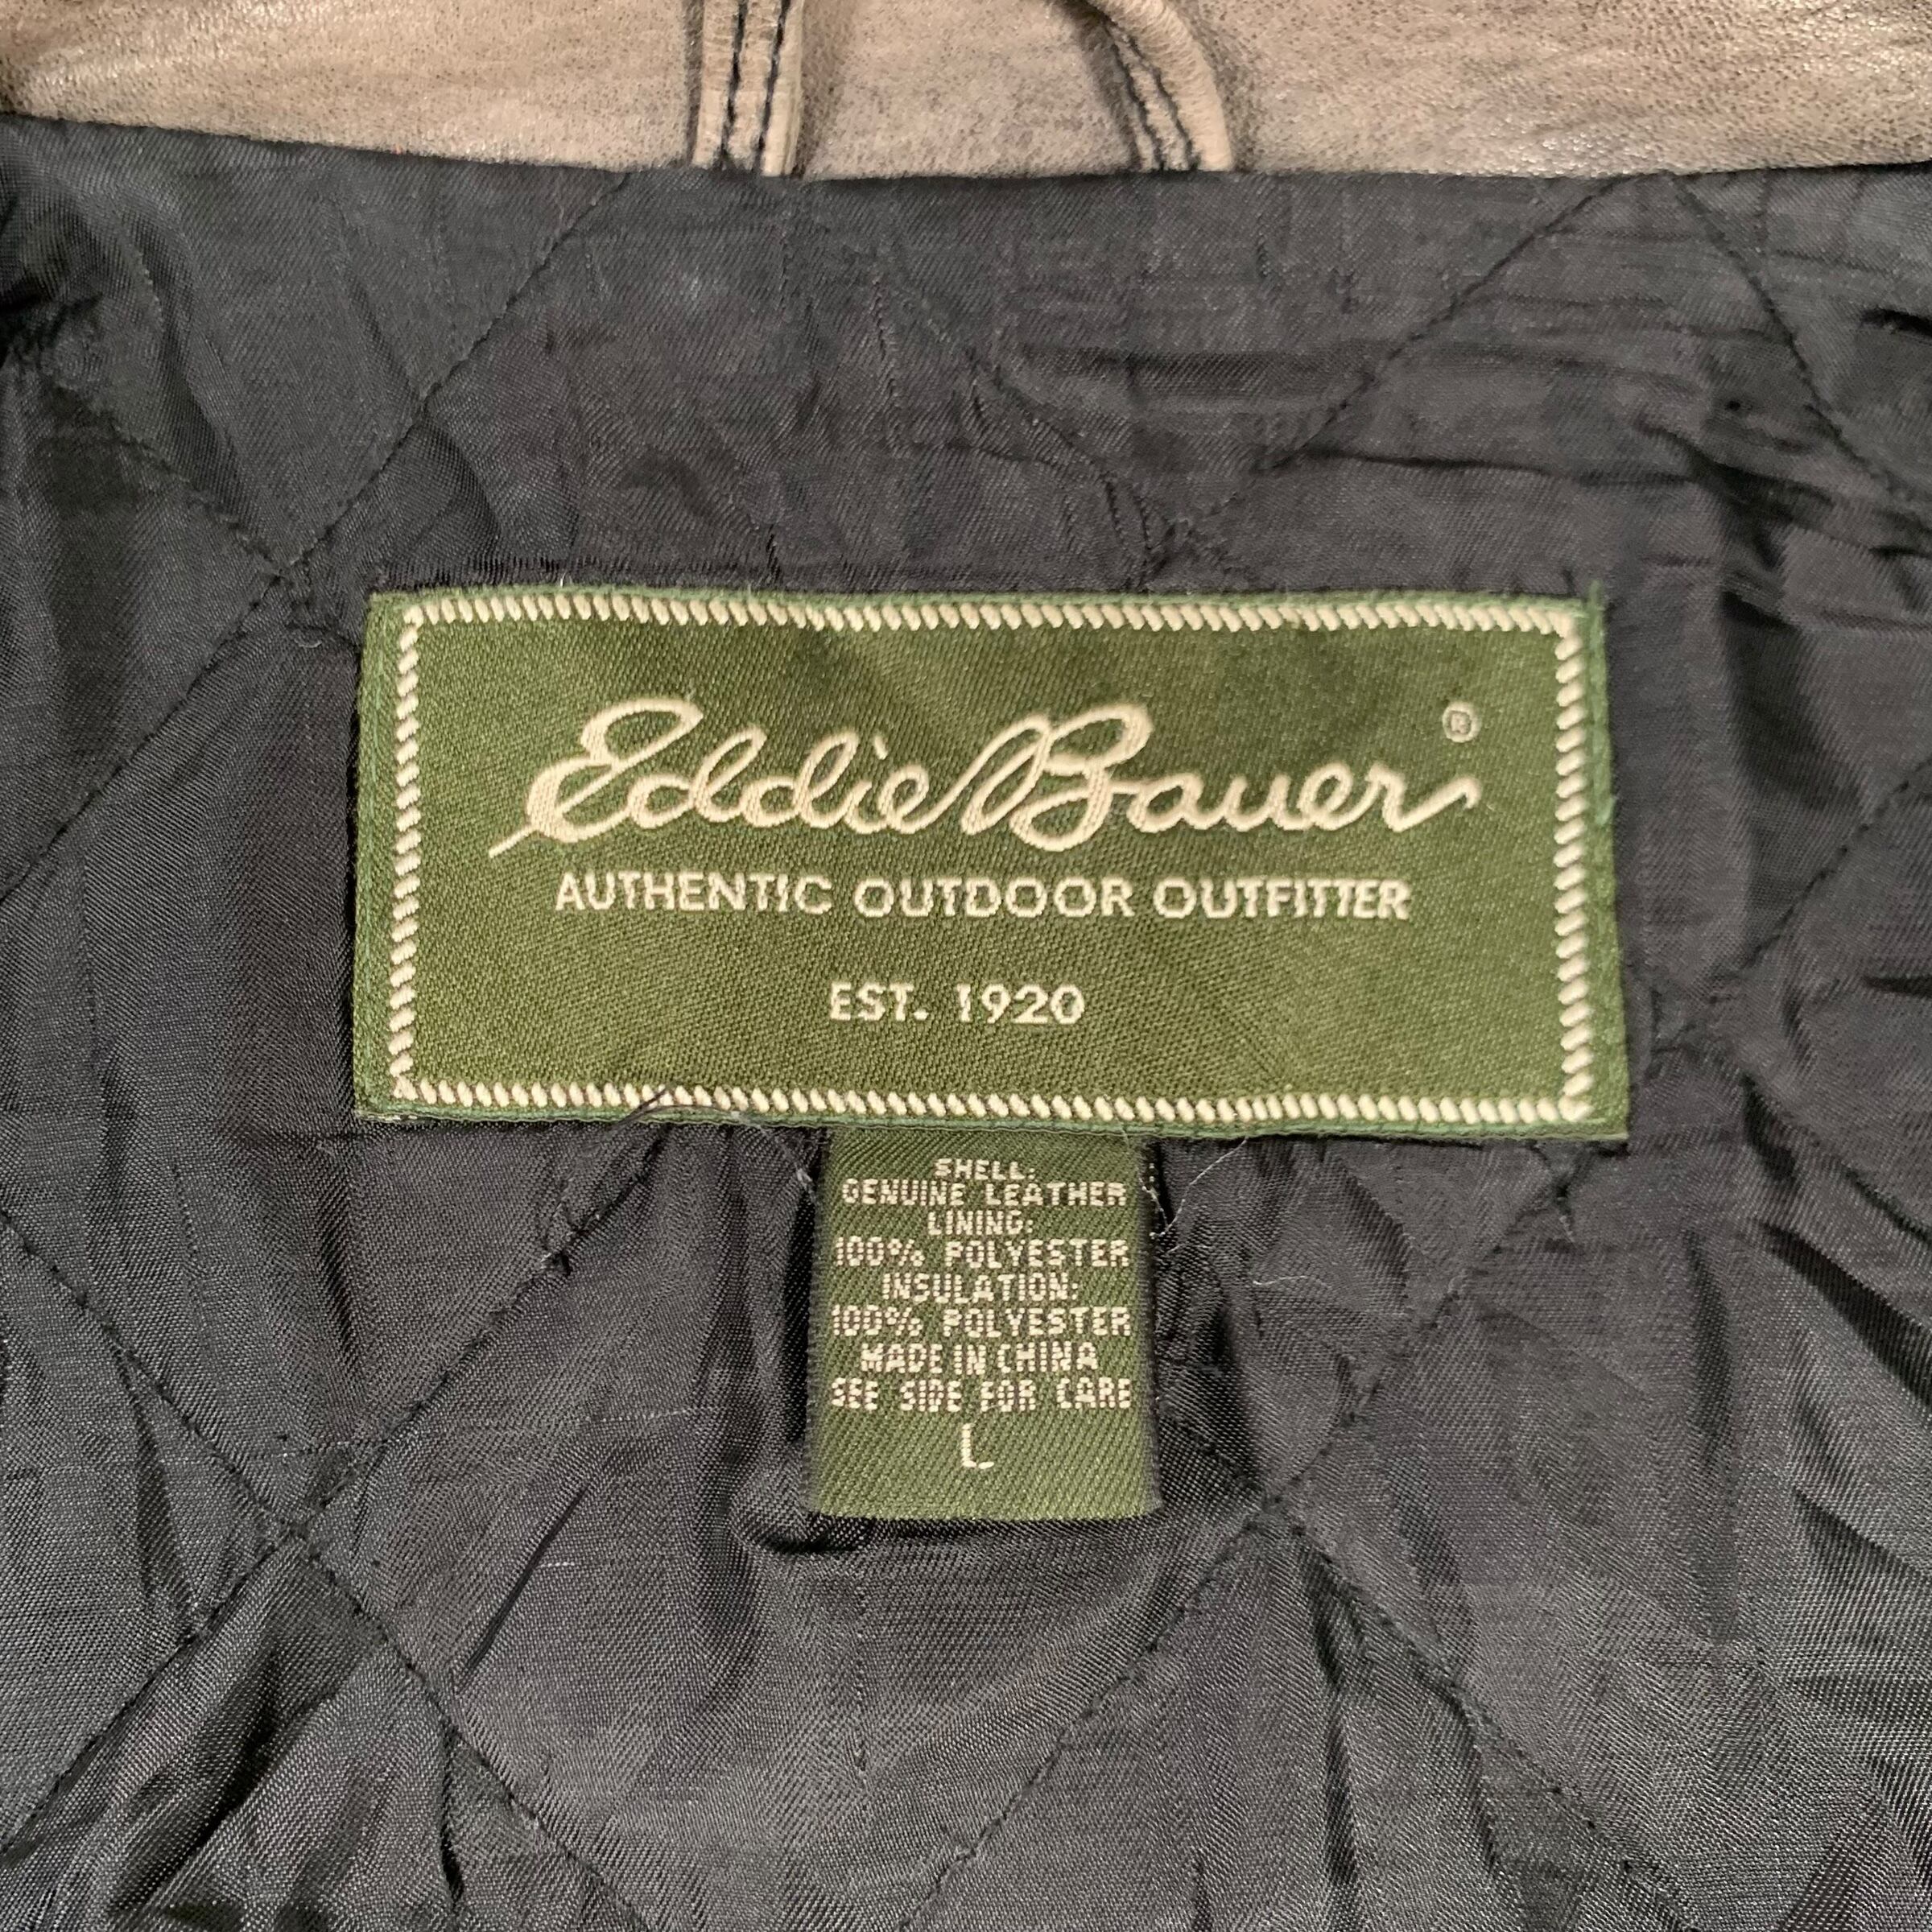 Eddie Bauer ®
AUTHENTIC OUTDOOR OUTFITTER
EST. 1920
SHELL:
GENUINE LEATHER
LINING:
100% POLYESTER
INSULATION:
100% POLYESTER
MADE IN CHINA
SEE SIDE FOR CARE
L